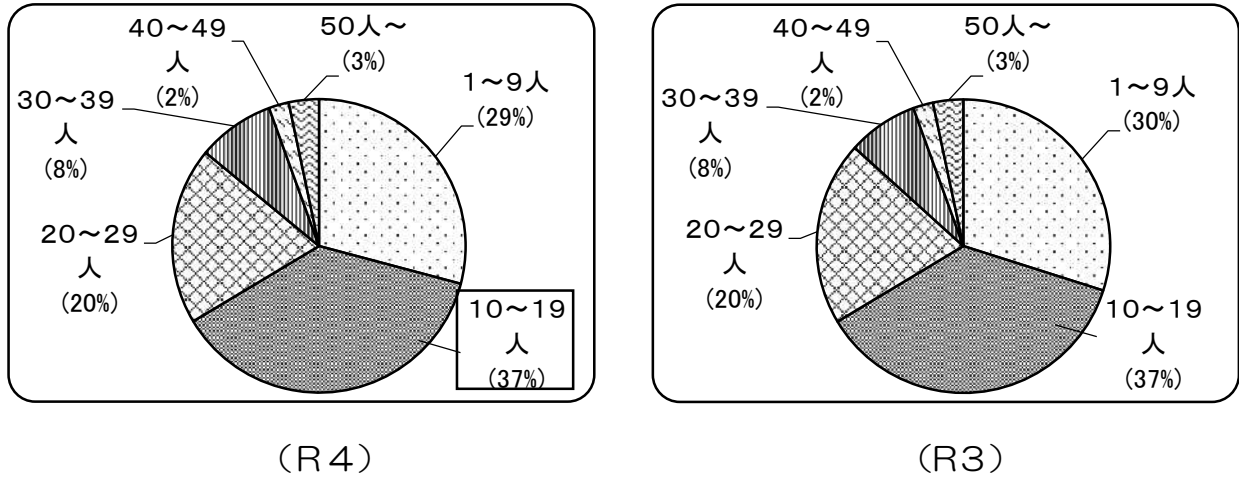 40～49
人
(2%)
50人～
(3%)
1～9人
(29%)
30～39
人
(8%)
20～29
人
(20%)
10～19
人
(37%)
(R4)
40～49
人
(2%)
50人～
(3%)
1～9人
(30%)
30～39
人
(8%)
20～29
人
(20%)
10～19
人
(37%)
(R3)